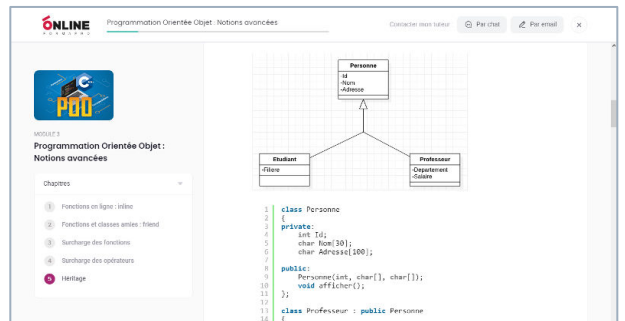 ONLINE
FORMAPRO
Programmation Orientée Objet : Notions avancées
Contacter mon tuteur
Par chat
Par email
x
C++
POO
MODULE 3
Programmation Orientée Objet :
Notions avancées
Chapitres
1 Fonctions en ligne : inline
2 Fonctions et classes amies : friend
3 Surcharge des fonctions
4 Surcharge des opérateurs
5 Héritage
Personne
-Id
-Nom
-Adresse
Etudiant
-Filere
Professeur
-Departement
-Salaire
1 class Personne
2 {
3 private:
4 int Id;
5 char Nom[30];
6 char Adresse[100];
7
8 public:
9 Personne(int, char[], char[]);
10 void afficher();
11 };
12
13 class Professeur : public Personne
14 {